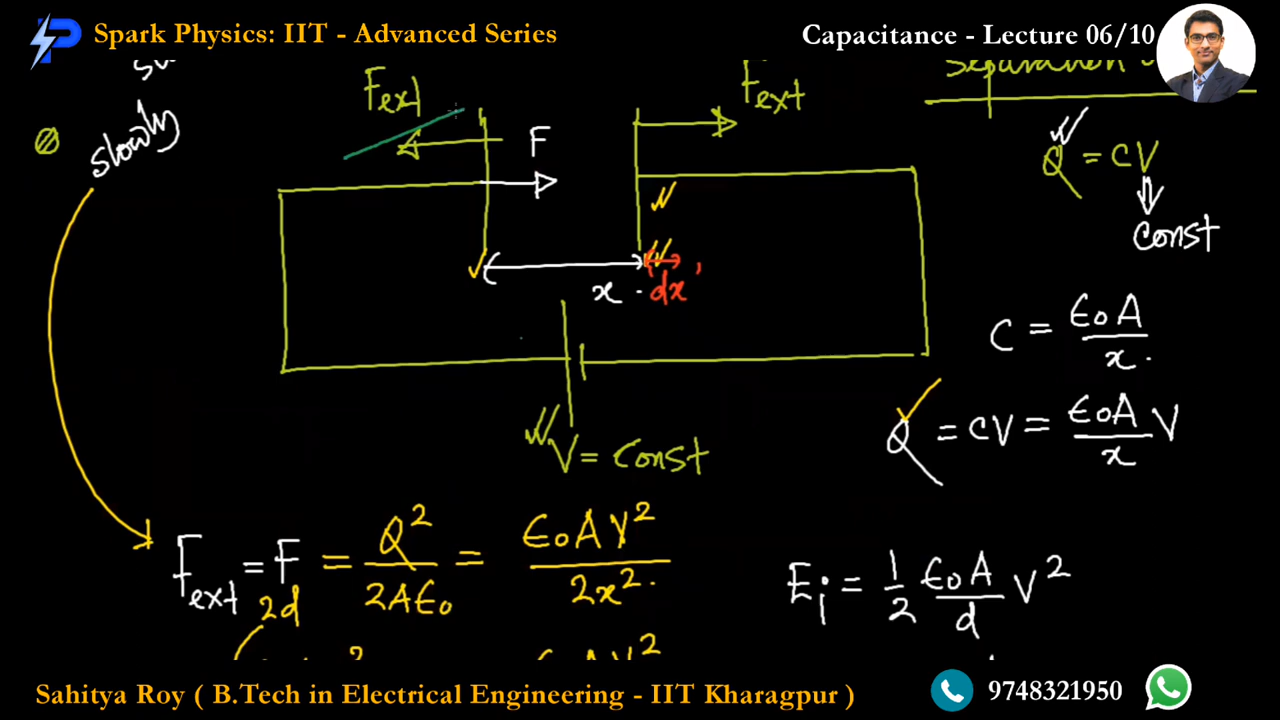 Spark Physics: IIT - Advanced Series
Capacitance - Lecture 06/10
slowly
Fext
F
Fext
x
dx
V = Const
Q = CV
Const
C = ε₀A/x
Q = CV = ε₀A/x V
Fext = F = Q²/2Aε₀ = ε₀AV²/2x²
2d
Ei = 1/2 ε₀A/d V²
Sahitya Roy ( B.Tech in Electrical Engineering - IIT Kharagpur )
9748321950